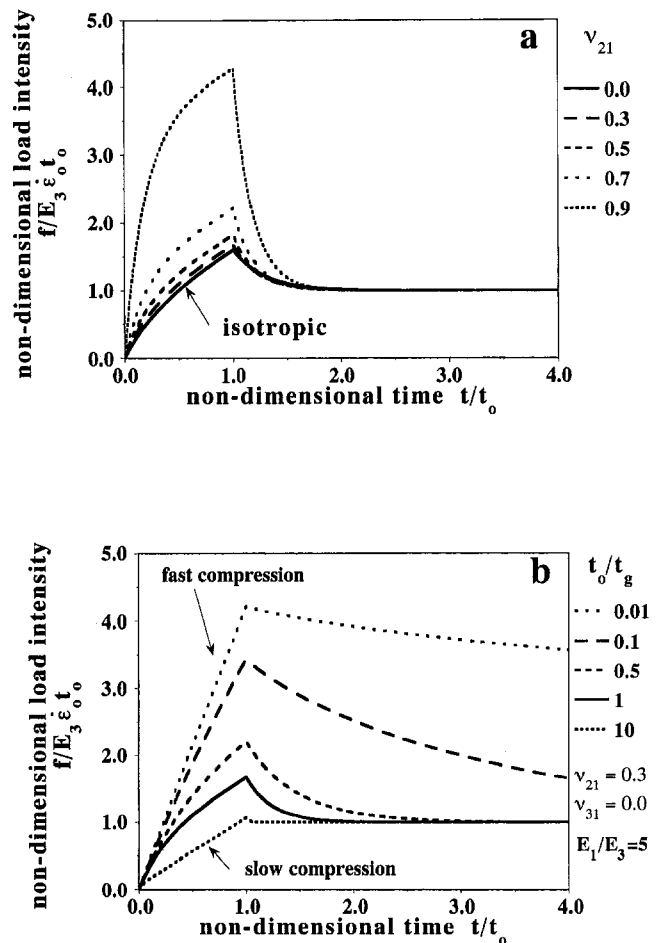 a
ν21
0.0
0.3
0.5
0.7
0.9
5.0
4.0
3.0
2.0
1.0
0.0
non-dimensional load intensity
f/E3 ε̇o to
isotropic
0.0 1.0 2.0 3.0 4.0
non-dimensional time t/to
b
to/tg
0.01
0.1
0.5
1
10
ν21 = 0.3
ν31 = 0.0
E1/E3=5
5.0
4.0
3.0
2.0
1.0
0.0
non-dimensional load intensity
f/E3 ε̇o to
fast compression
slow compression
0.0 1.0 2.0 3.0 4.0
non-dimensional time t/to